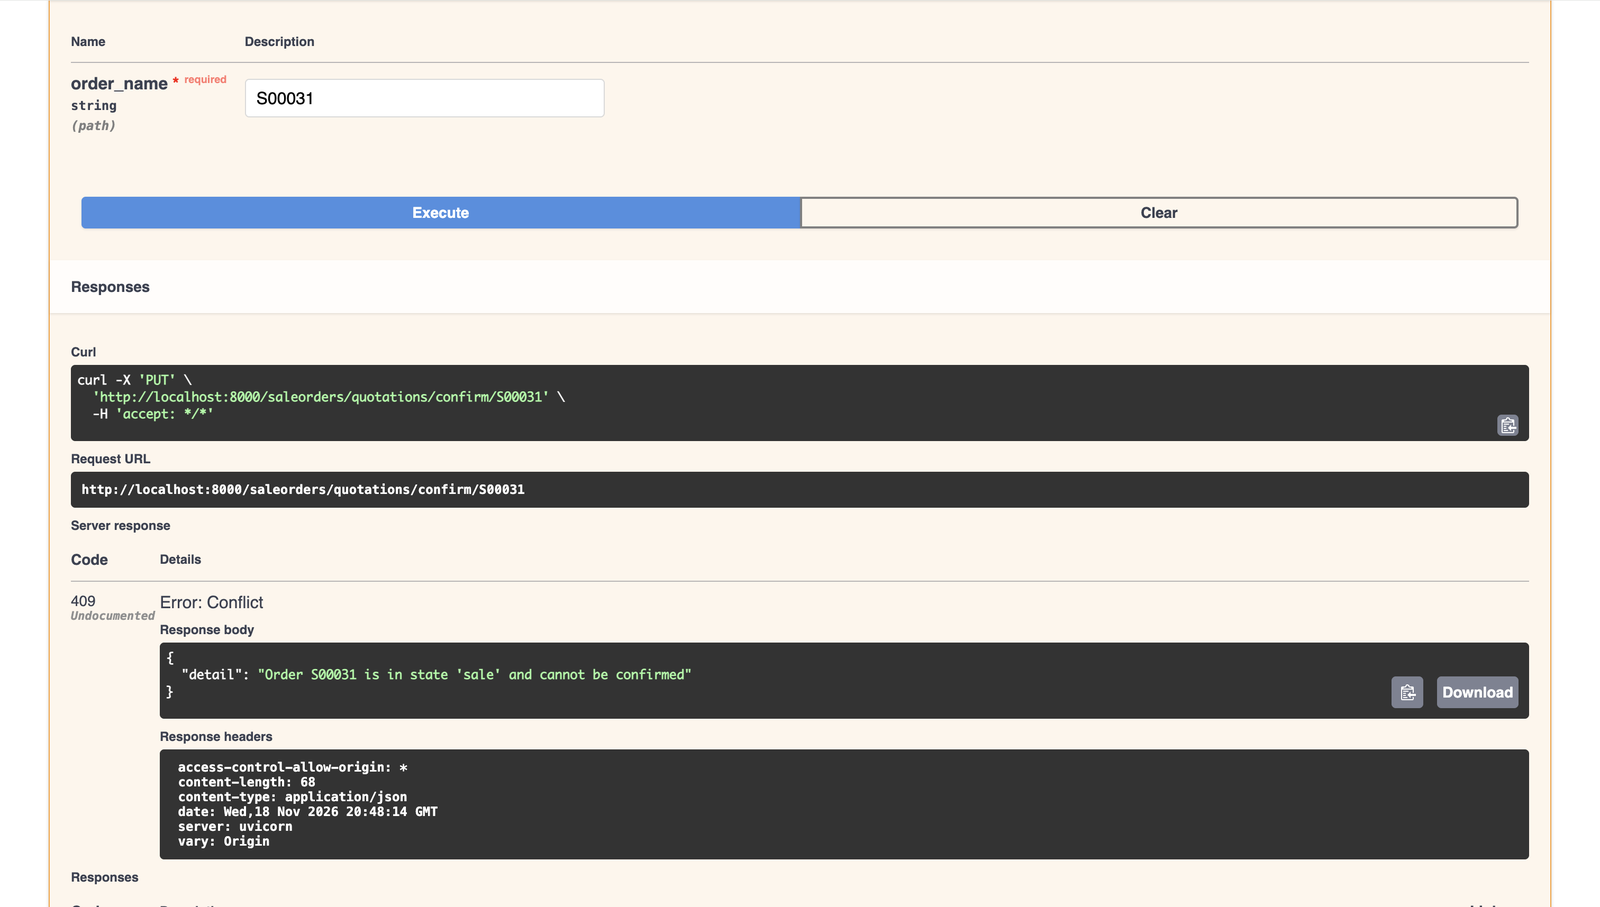 Name Description
order_name * required
S00031
string
(path)
Execute Clear
Responses
Curl
curl -X 'PUT' \
'http://localhost:8000/saleorders/quotations/confirm/S00031' \
-H 'accept: */*'
Request URL
http://localhost:8000/saleorders/quotations/confirm/S00031
Server response
Code Details
409 Error: Conflict
Undocumented
Response body
{
"detail": "Order S00031 is in state 'sale' and cannot be confirmed"
}
Download
Response headers
access-control-allow-origin: *
content-length: 68
content-type: application/json
date: Wed,18 Nov 2026 20:48:14 GMT
server: uvicorn
vary: Origin
Responses